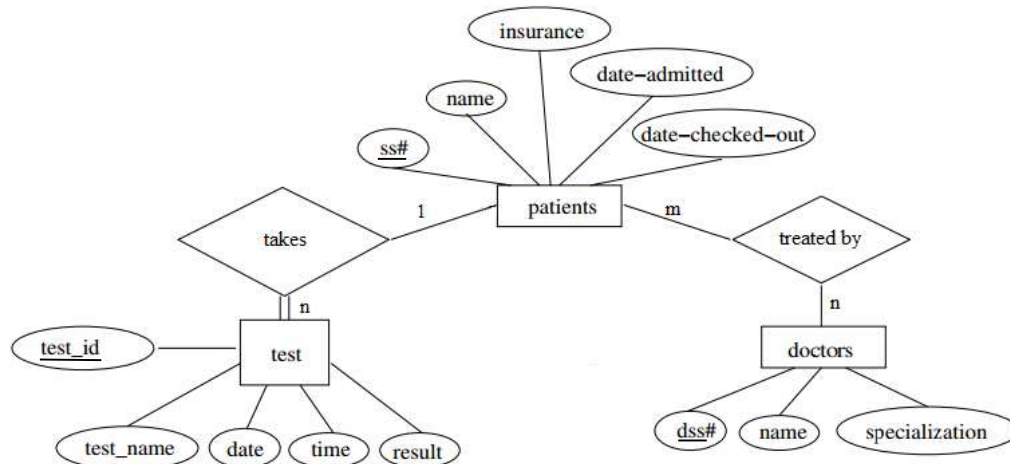 insurance
date-admitted
name
date-checked-out
ss#
patients
1
m
takes
treated by
n
n
test_id
test
doctors
test_name
date
time
result
dss#
name
specialization